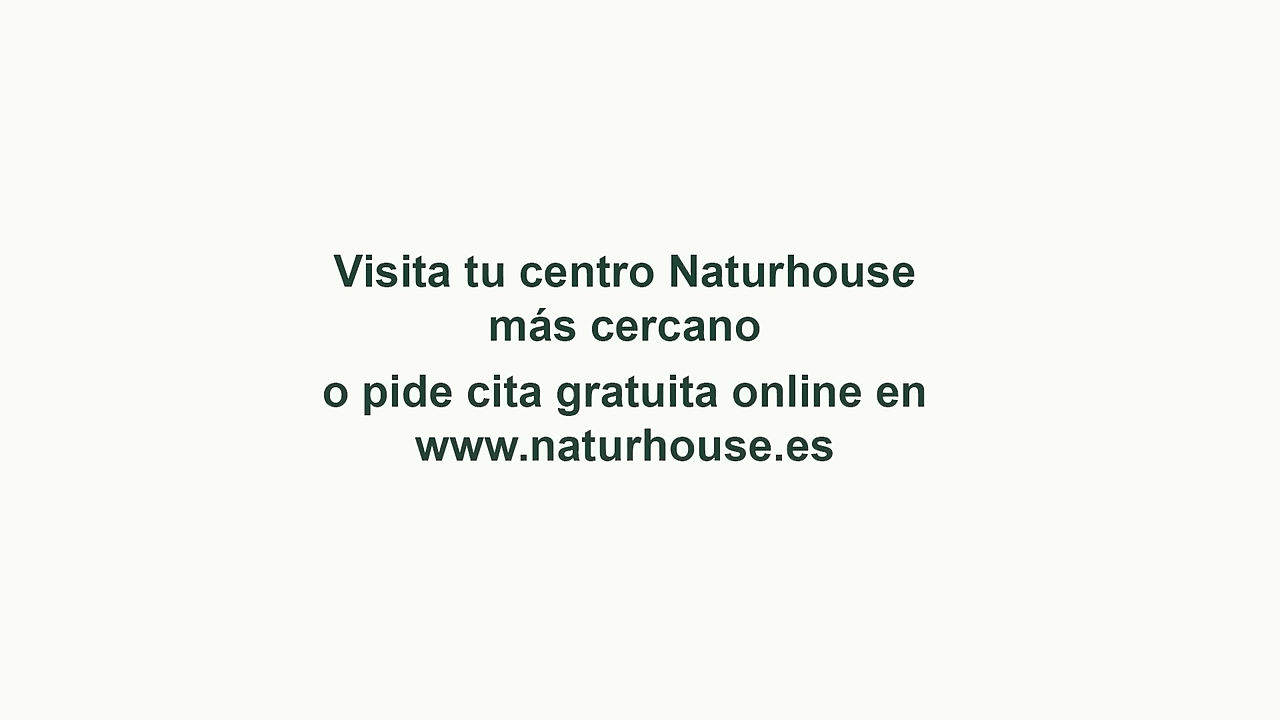 Visita tu centro Naturhouse
más cercano
o pide cita gratuita online en
www.naturhouse.es